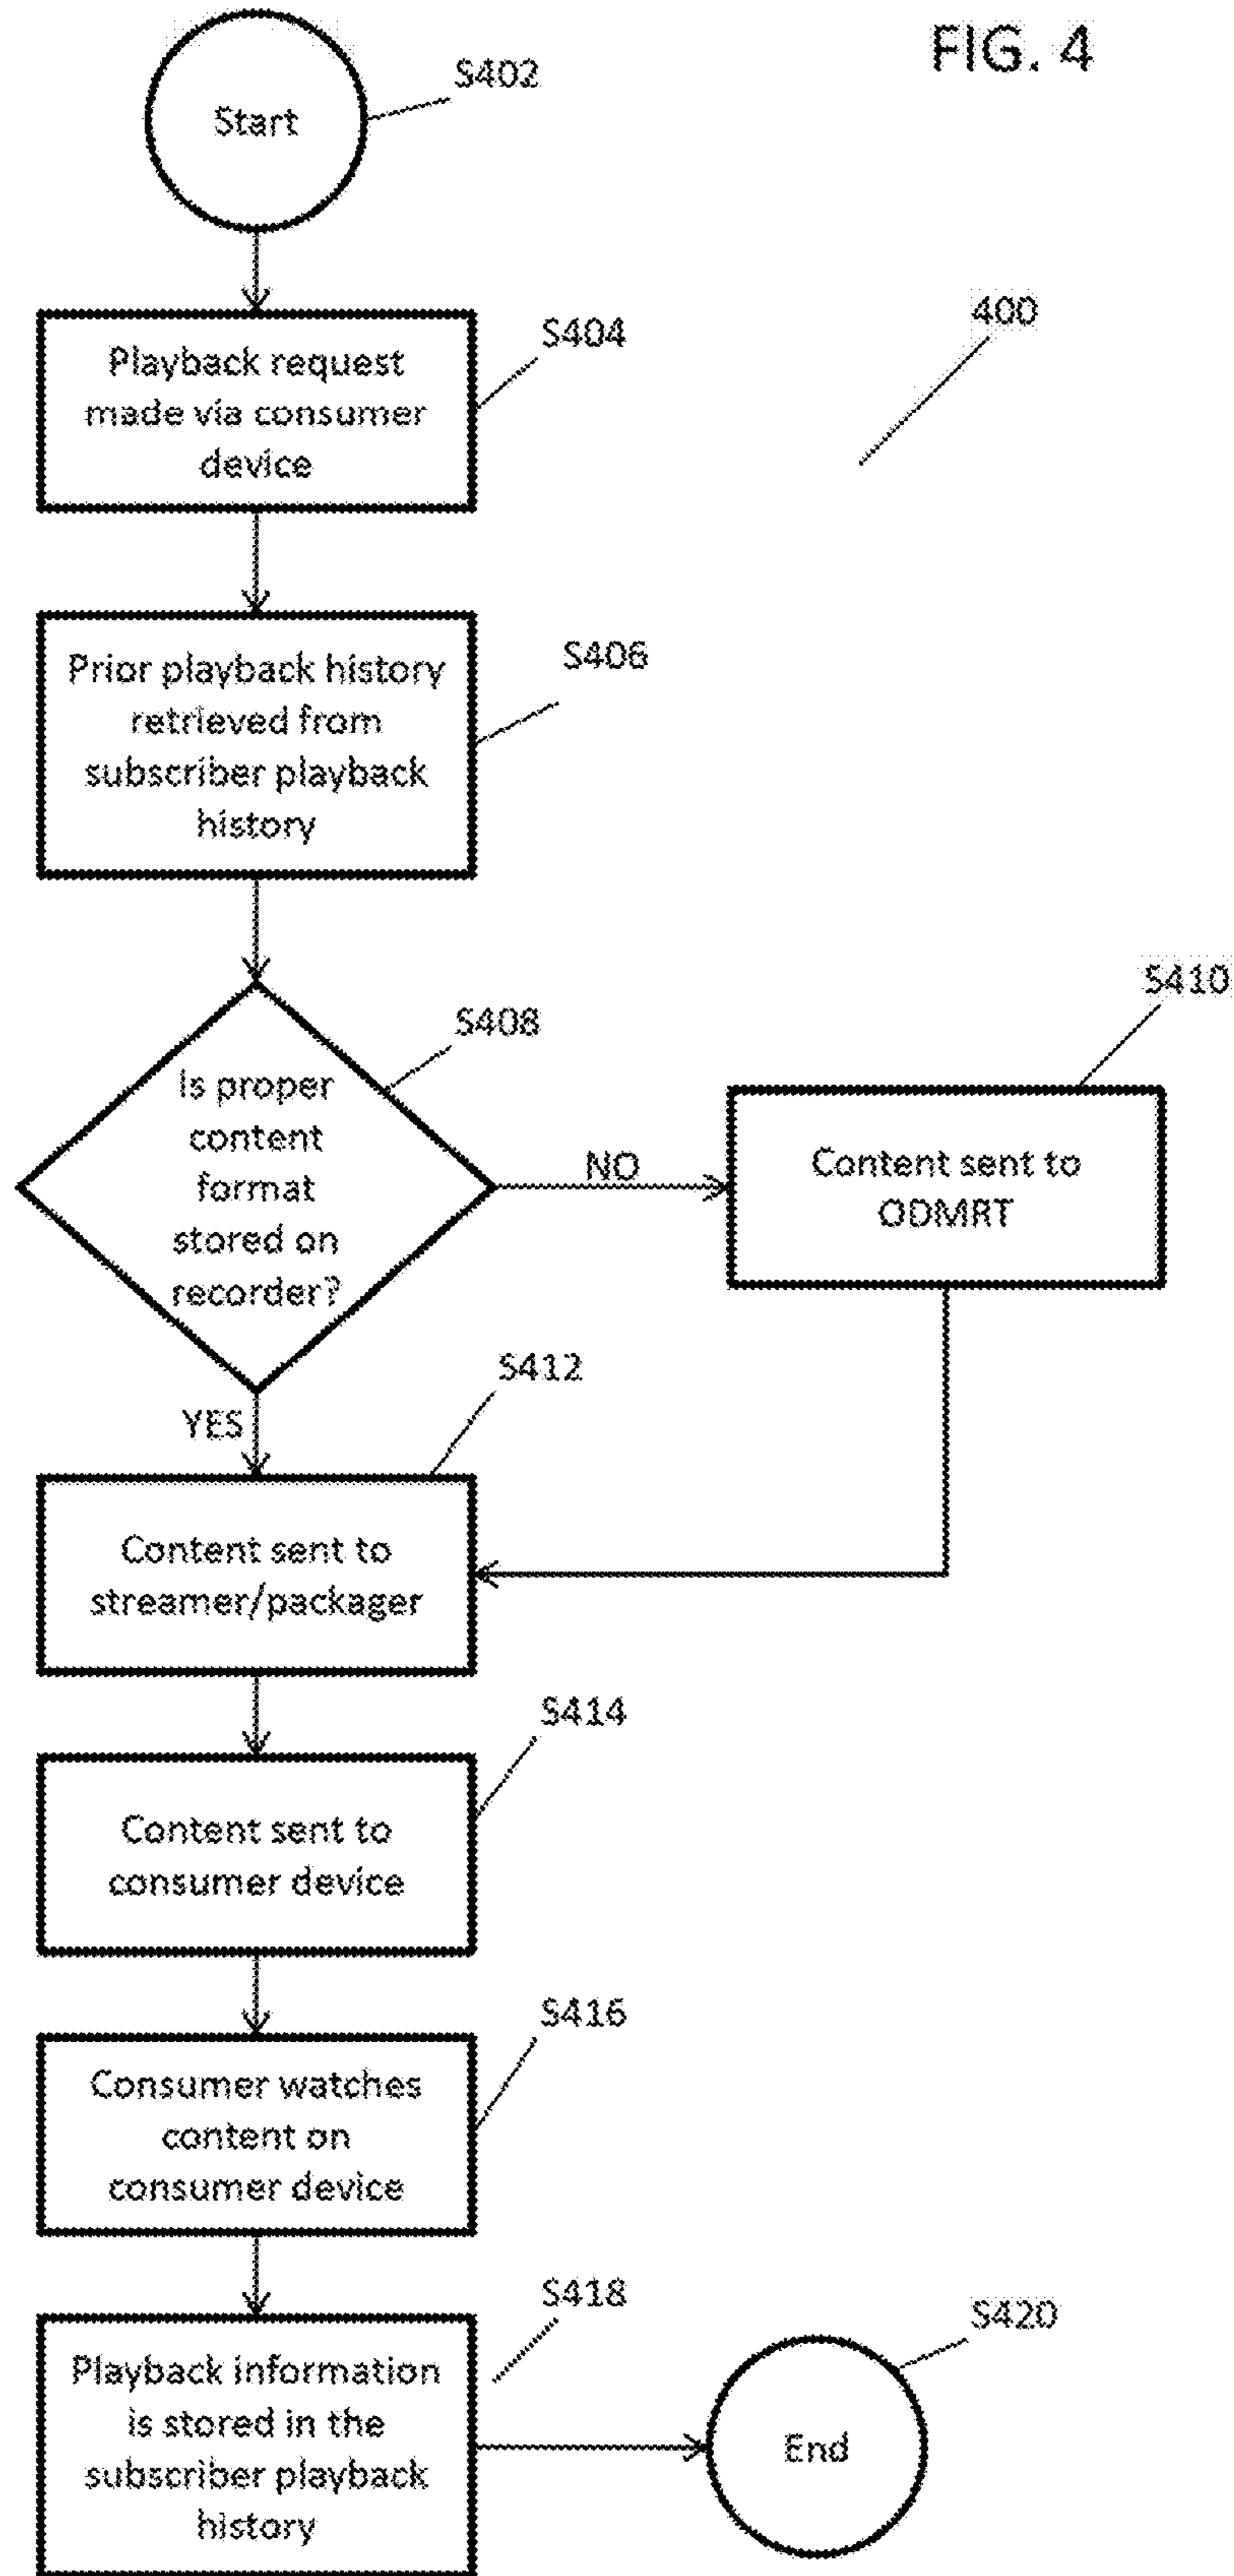 FIG. 4
S402
Start
400
S404
Playback request
made via consumer
device
S406
Prior playback history
retrieved from
subscriber playback
history
S408
Is proper
content
format
stored on
recorder?
NO
S410
Content sent to
ODMRT
YES
S412
Content sent to
streamer/packager
S414
Content sent to
consumer device
S416
Consumer watches
content on
consumer device
S418
Playback information
is stored in the
subscriber playback
history
S420
End